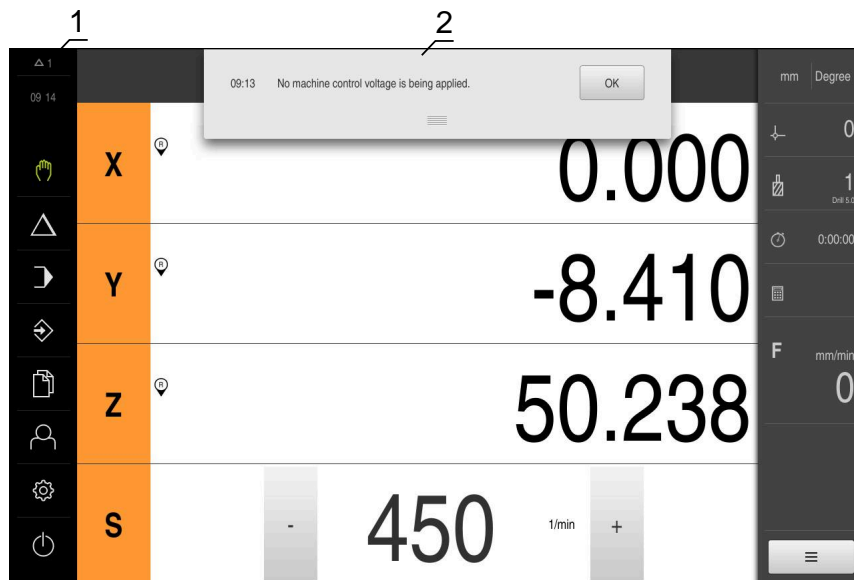 1
2
△ 1
09 14
09:13 No machine control voltage is being applied. OK
mm Degree
X R 0.000
0
1
Drill 5.0
0:00:00
Y R -8.410
F mm/min
0
Z R 50.238
S - 450 1/min +